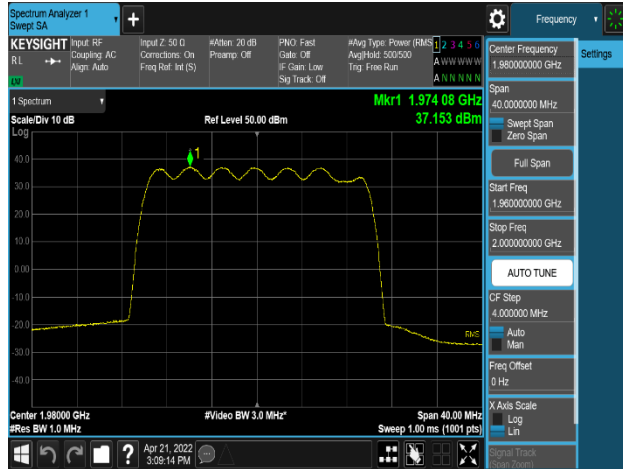 Spectrum Analyzer 1
Swept SA
+
Frequency
KEYSIGHT
RL
Input: RF
Coupling: AC
Align: Auto
Input Z: 50 Ω
Corrections: On
Freq Ref: Int (S)
#Atten: 20 dB
Preamp: Off
PNO: Fast
Gate: Off
IF Gain: Low
Sig Track: Off
#Avg Type: Power (RMS
Avg|Hold: 500/500
Trig: Free Run
1 2 3 4 5 6
A W W W W W
A N N N N N
1 Spectrum
Scale/Div 10 dB
Log
Ref Level 50.00 dBm
Mkr1 1.974 08 GHz
37.153 dBm
1
40.0
30.0
20.0
10.0
0.00
-10.0
-20.0
-30.0
-40.0
RMS
Center 1.98000 GHz
#Res BW 1.0 MHz
#Video BW 3.0 MHz*
Span 40.00 MHz
Sweep 1.00 ms (1001 pts)
Apr 21, 2022
3:09:14 PM
?
Center Frequency
1.980000000 GHz
Span
40.0000000 MHz
Swept Span
Zero Span
Full Span
Start Freq
1.960000000 GHz
Stop Freq
2.000000000 GHz
AUTO TUNE
CF Step
4.000000 MHz
Auto
Man
Freq Offset
0 Hz
X Axis Scale
Log
Lin
Signal Track
(Span Zoom)
Settings